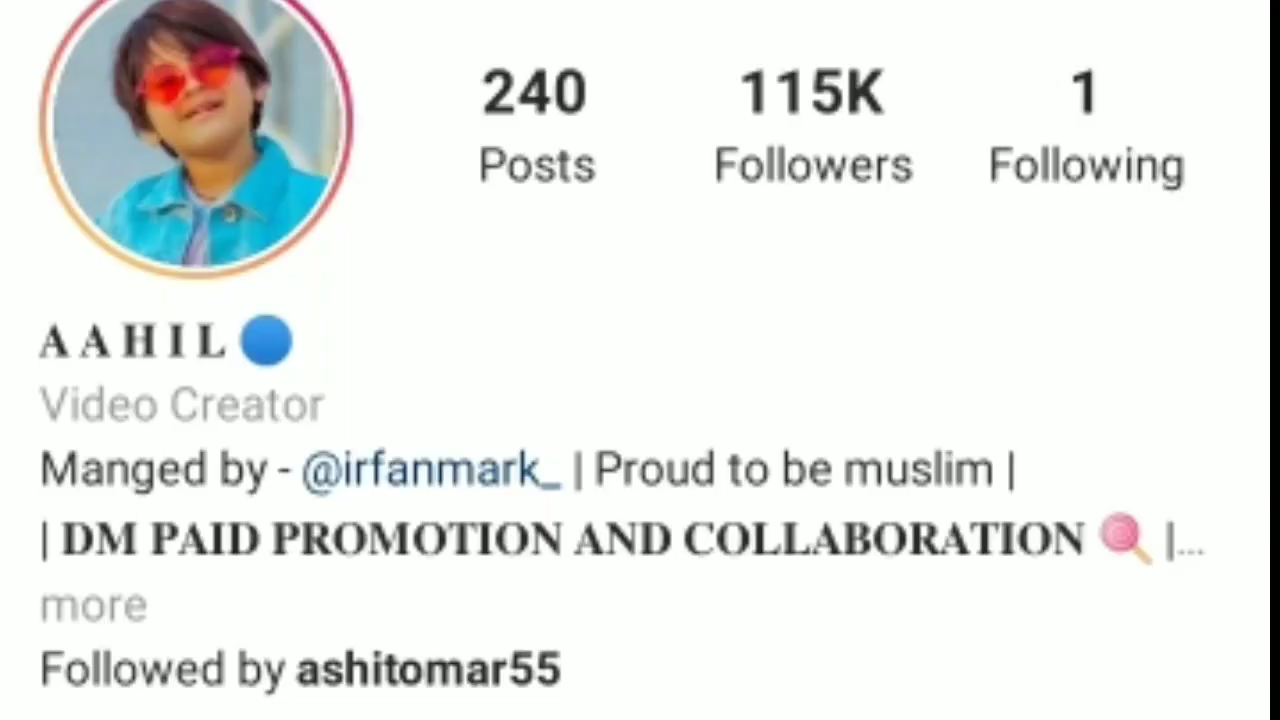 240 115K 1
Posts Followers Following
A A H I L 🔵
Video Creator
Manged by - @irfanmark_ | Proud to be muslim |
| DM PAID PROMOTION AND COLLABORATION 🍭 |...
more
Followed by ashitomar55